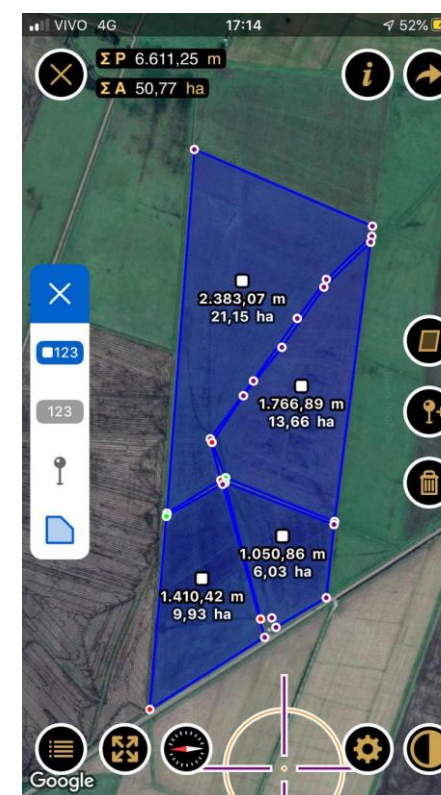 VIVO 4G 17:14 52%
Σ P 6.611,25 m
Σ A 50,77 ha
i
123
123
2.383,07 m
21,15 ha
1.766,89 m
13,66 ha
1.050,86 m
6,03 ha
1.410,42 m
9,93 ha
Google